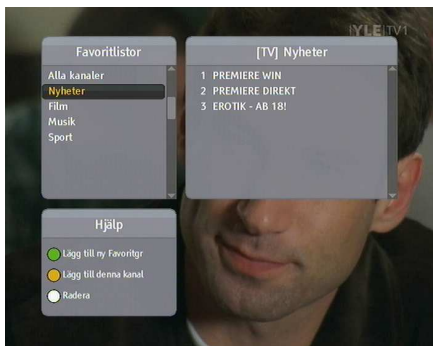 YLE TV1
Favoritlistor
Alla kanaler
Nyheter
Film
Musik
Sport
[TV] Nyheter
1 PREMIERE WIN
2 PREMIERE DIREKT
3 EROTIK - AB 18!
Hjälp
Lägg till ny Favoritgr
Lägg till denna kanal
Radera